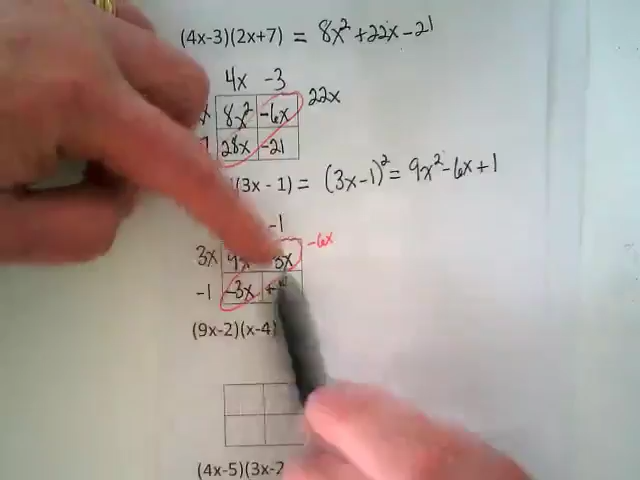 (4x-3)(2x+7) = 8x² +22x - 21
4x -3
8x² -6x 22x
28x -21
(3x - 1) = (3x-1)² = 9x² - 6x + 1
-1
3x -6x
-1 -3x
(9x-2)(x-4)
(4x-5)(3x-2